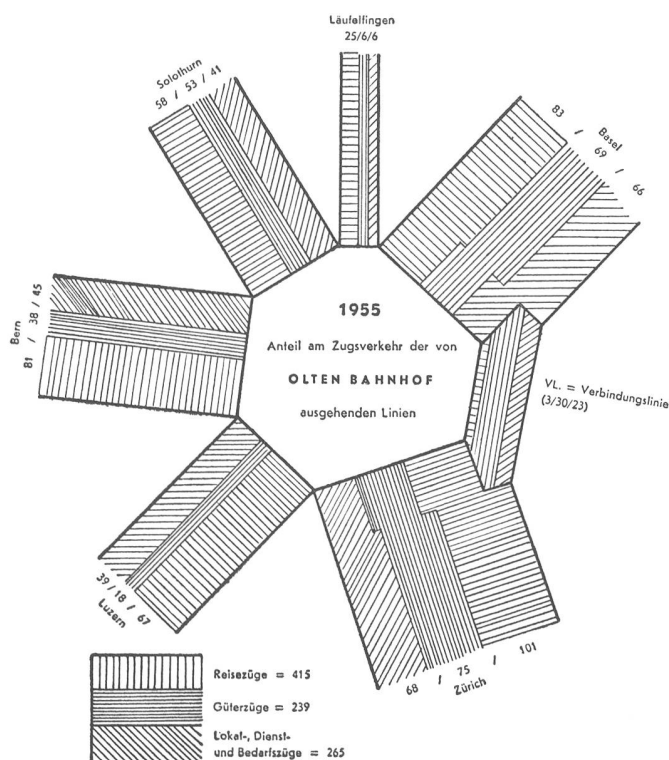 Läufelfingen
25/6/6
Solothurn
58 / 53 / 41
83 / 69 / 66
Basel
Bern
81 / 38 / 45
1955
Anteil am Zugsverkehr der von
OLTEN BAHNHOF
ausgehenden Linien
VL. = Verbindungslinie
(3/30/23)
39/18/67
Luzern
68 / 75 / 101
Zürich
Reisezüge = 415
Güterzüge = 239
Lokal-, Dienst-
und Bedarfszüge = 265